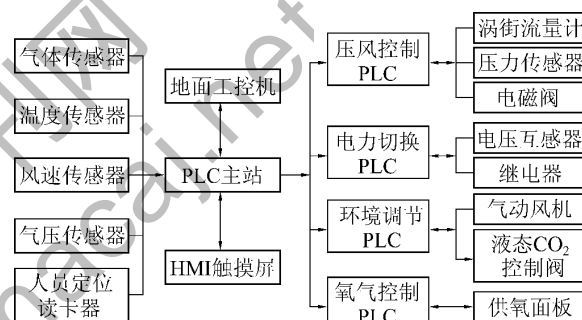 气体传感器
温度传感器
风速传感器
气压传感器
人员定位
读卡器
地面工控机
PLC主站
HMI触摸屏
压风控制
PLC
电力切换
PLC
环境调节
PLC
氧气控制
PLC
涡街流量计
压力传感器
电磁阀
电压互感器
继电器
气动风机
液态CO₂
控制阀
供氧面板